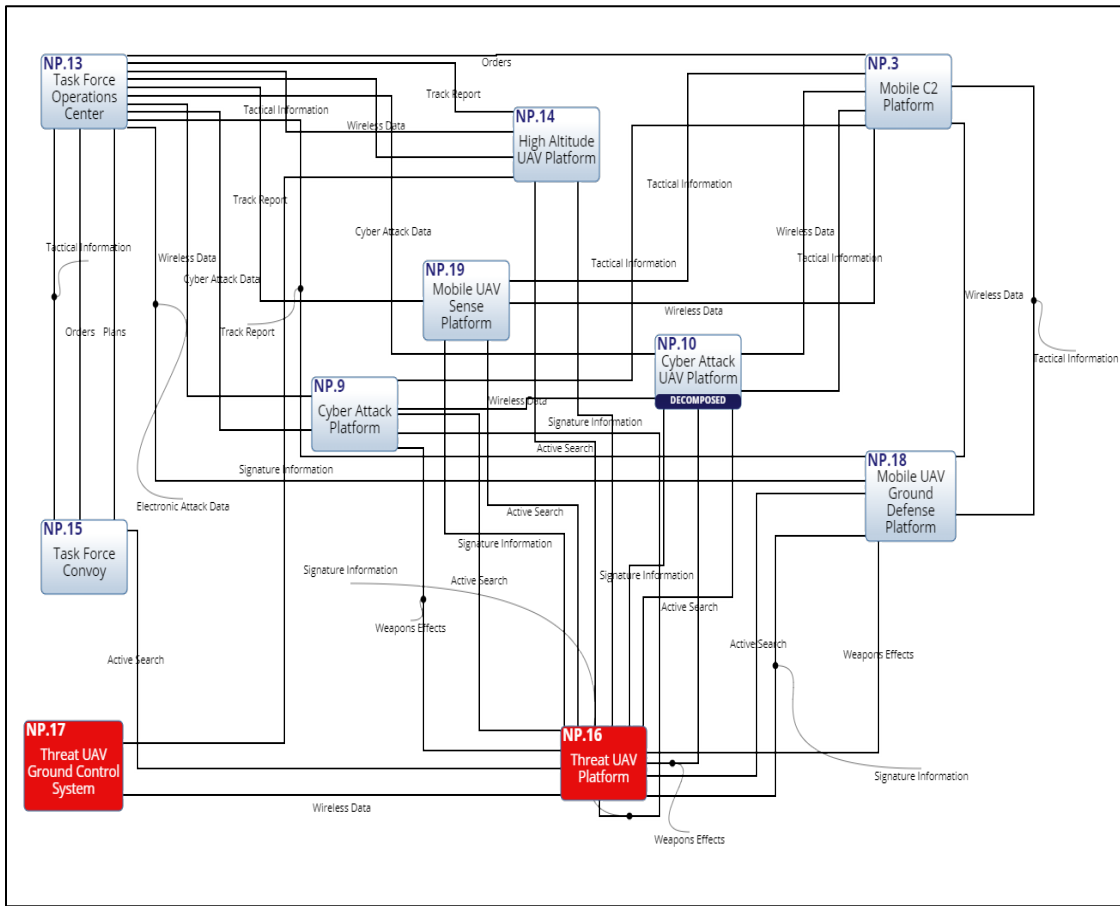 NP.13
Task Force
Operations
Center
Orders
NP.3
Mobile C2
Platform
Track Report
Tactical Information
Wireless Data
NP.14
High Altitude
UAV Platform
Tactical Information
Track Report
Cyber Attack Data
Wireless Data
Tactical Information
Tactical Information
Wireless Data
Cyber Attack Data
Tactical Information
NP.19
Mobile UAV
Sense
Platform
Wireless Data
Wireless Data
Track Report
Orders
Plans
NP.10
Cyber Attack
UAV Platform
DECOMPOSED
Tactical Information
NP.9
Cyber Attack
Platform
Wireless Data
Signature Information
Active Search
Signature Information
NP.18
Mobile UAV
Ground
Defense
Platform
Electronic Attack Data
Active Search
NP.15
Task Force
Convoy
Signature Information
Signature Information
Active Search
Signature Information
Active Search
Weapons Effects
Active Search
Weapons Effects
Active Search
NP.17
Threat UAV
Ground Control
System
NP.16
Threat UAV
Platform
Signature Information
Wireless Data
Weapons Effects